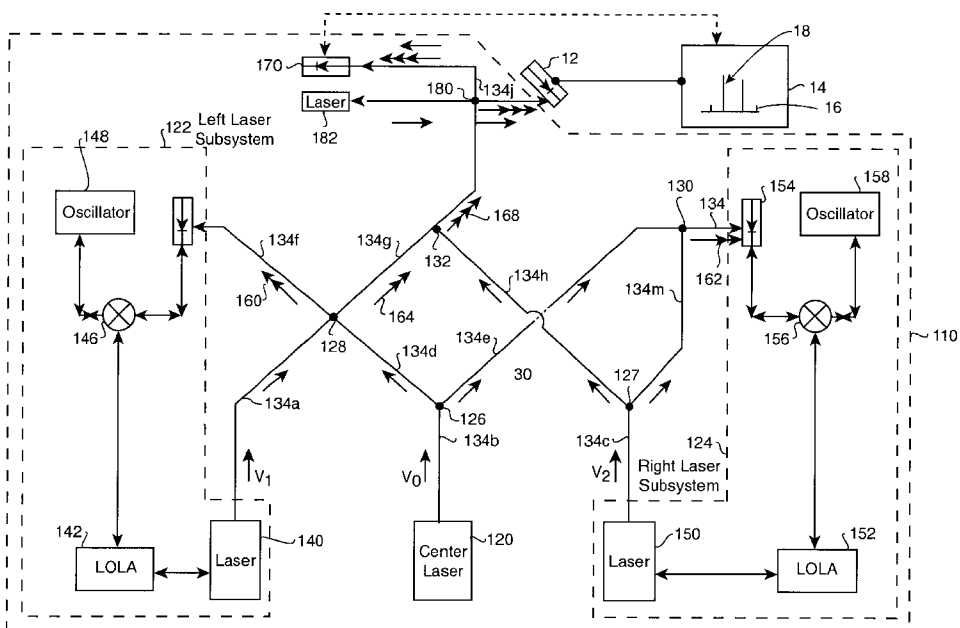 18
12
170
134j
14
16
180
Laser
182
122
Left Laser
Subsystem
148
Oscillator
130
134
154
158
Oscillator
168
134f
134g
132
162
134h
160
134m
146
164
156
110
128
134e
134d
30
134a
126
127
134b
134c
124
V1
V0
V2
Right Laser
Subsystem
142
LOLA
Laser
140
Center
Laser
120
Laser
150
152
LOLA